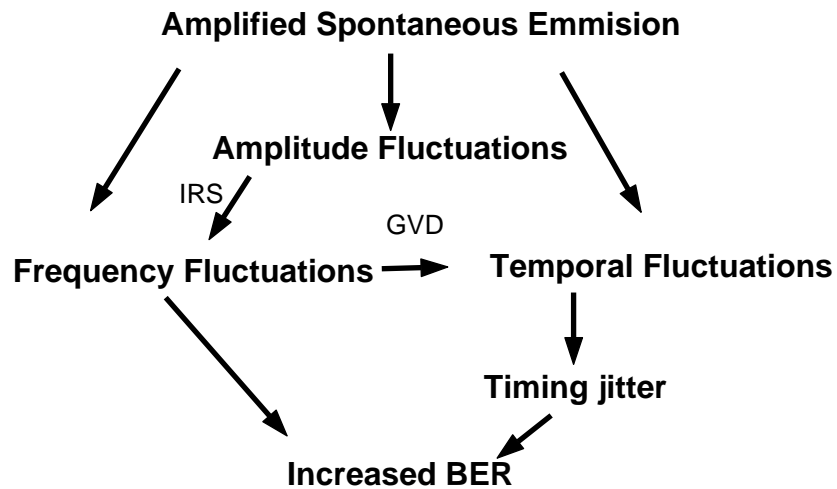 Amplified Spontaneous Emmision
Amplitude Fluctuations
IRS
GVD
Frequency Fluctuations
Temporal Fluctuations
Timing jitter
Increased BER